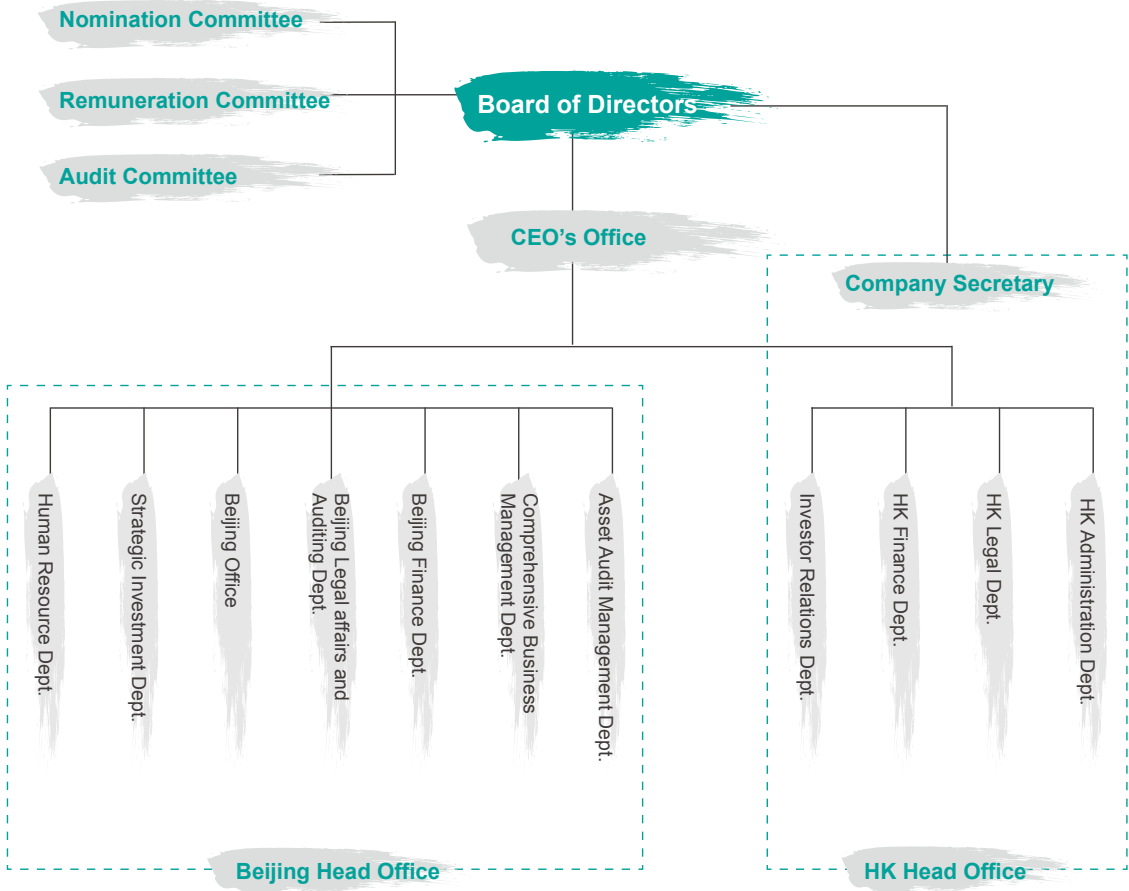 Nomination Committee
Remuneration Committee
Board of Directors
Audit Committee
CEO’s Office
Company Secretary
Human Resource Dept.
Strategic Investment Dept.
Beijing Office
Beijing Legal affairs and
Auditing Dept.
Beijing Finance Dept.
Comprehensive Business
Management Dept.
Asset Audit Management Dept.
Investor Relations Dept.
HK Finance Dept.
HK Legal Dept.
HK Administration Dept.
Beijing Head Office
HK Head Office